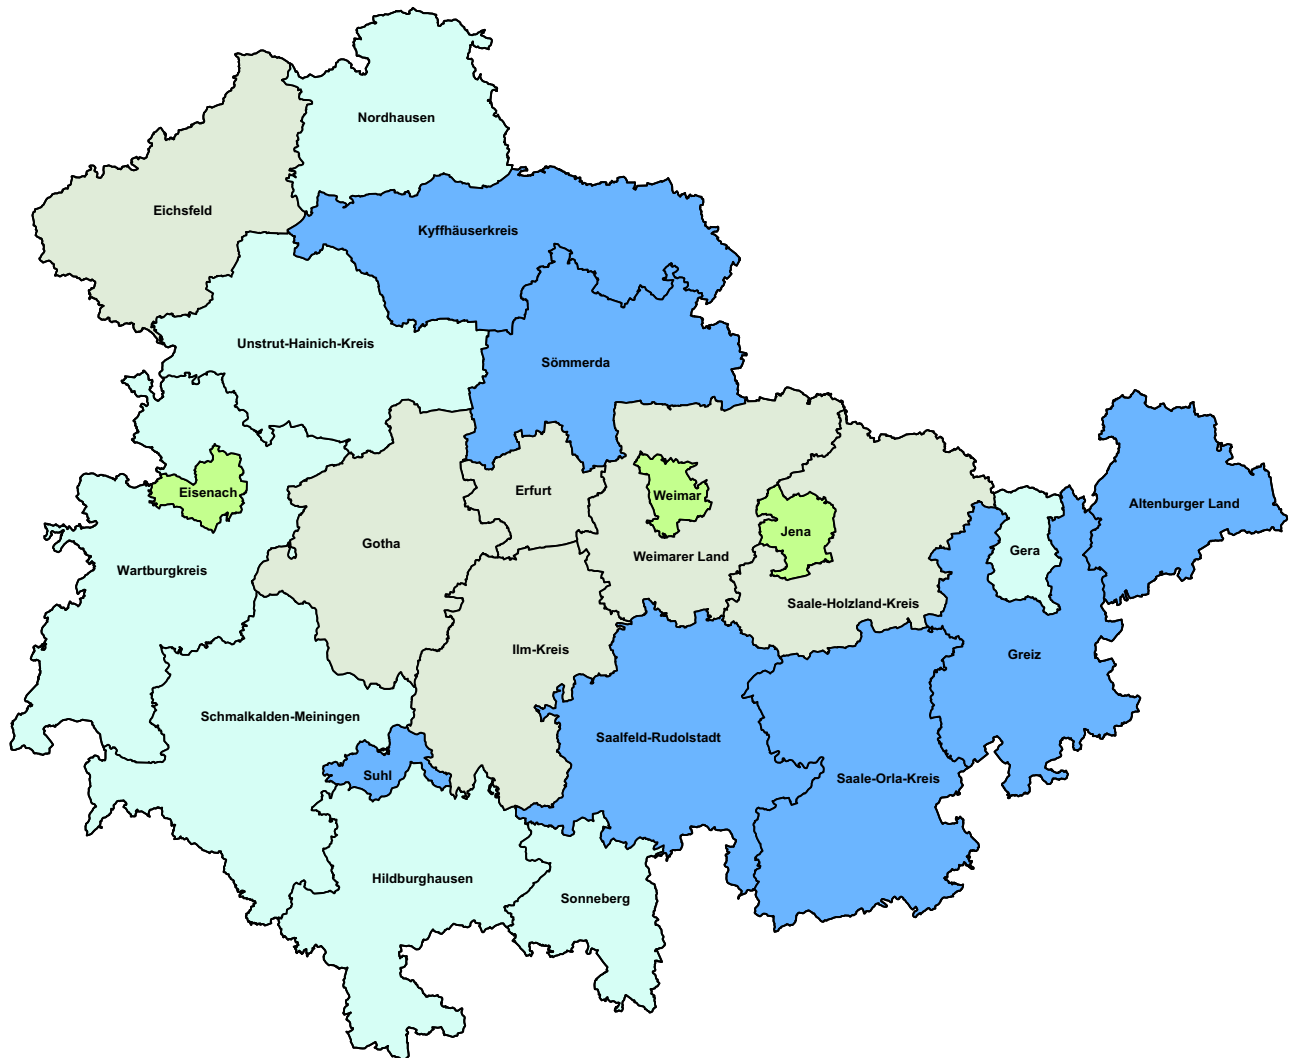 Nordhausen
Eichsfeld
Kyffhäuserkreis
Unstrut-Hainich-Kreis
Sömmerda
Eisenach
Erfurt
Weimar
Altenburger Land
Jena
Gotha
Gera
Weimarer Land
Wartburgkreis
Saale-Holzland-Kreis
Ilm-Kreis
Greiz
Schmalkalden-Meiningen
Saalfeld-Rudolstadt
Suhl
Saale-Orla-Kreis
Hildburghausen
Sonneberg